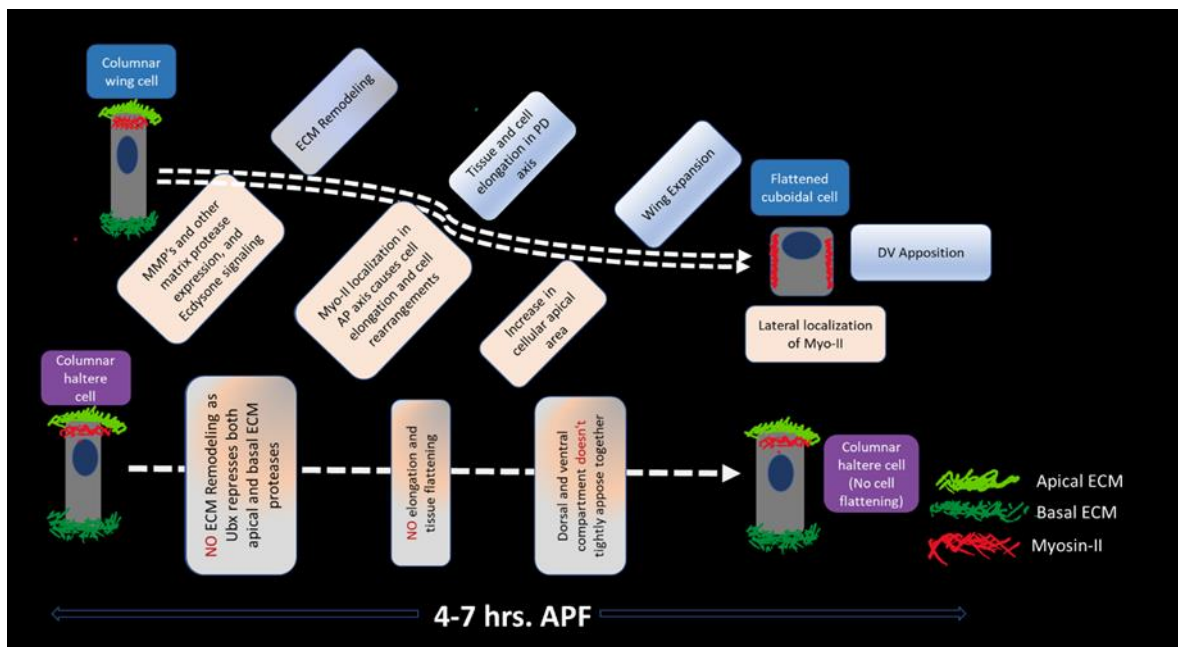 Columnar
wing cell
ECM Remodeling
Tissue and cell
elongation in PD
axis
Wing Expansion
Flattened
cuboidal cell
DV Apposition
MMP's and other
matrix protease
expression, and
Ecdysone signaling
Myo-II localization in
AP axis causes cell
elongation and cell
rearrangements
Increase in
cellular apical
area
Lateral localization
of Myo-II
Columnar
haltere
cell
NO ECM Remodeling as
Ubx represses both
apical and basal ECM
proteases
NO elongation and
tissue flattening
Dorsal and ventral
compartment doesn't
tightly appose together
Columnar
haltere cell
(No cell
flattening)
Apical ECM
Basal ECM
Myosin-II
4-7 hrs. APF